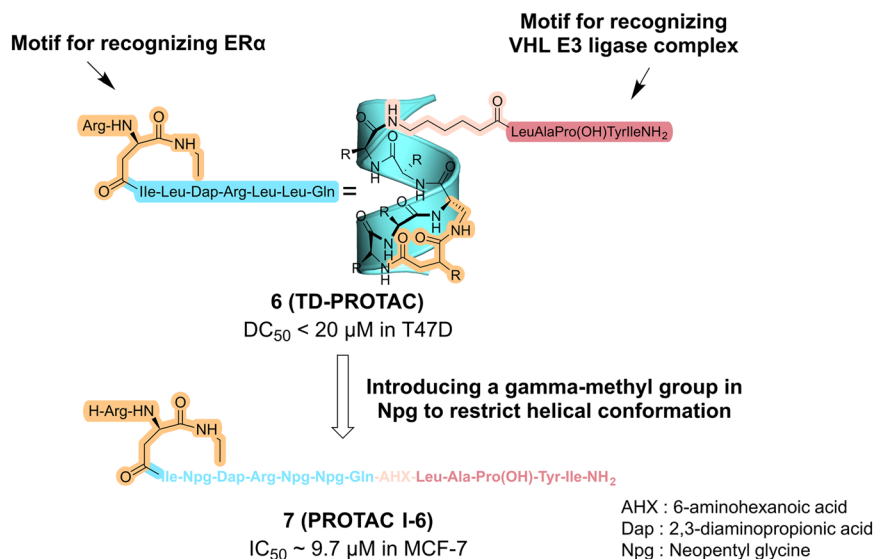 Motif for recognizing ERα
Motif for recognizing
VHL E3 ligase complex
Arg-HN
O
NH
O
Ile-Leu-Dap-Arg-Leu-Leu-Gln
=
O
H
N
O
LeuAlaPro(OH)TyrIleNH2
R
O
R
N
H
N
H
O
O
R
O
N
H
NH
O
N
H
O
O
R
N
H
R
6 (TD-PROTAC)
DC50 < 20 µM in T47D
Introducing a gamma-methyl group in
Npg to restrict helical conformation
H-Arg-HN
O
NH
O
Ile-Npg-Dap-Arg-Npg-Npg-Gln-AHX-Leu-Ala-Pro(OH)-Tyr-Ile-NH2
7 (PROTAC I-6)
IC50 ~ 9.7 µM in MCF-7
AHX : 6-aminohexanoic acid
Dap : 2,3-diaminopropionic acid
Npg : Neopentyl glycine